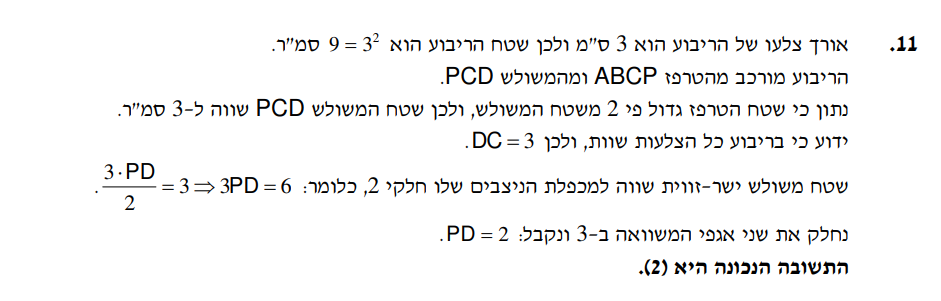 11. אורך צלעו של הריבוע הוא 3 ס"מ ולכן שטח הריבוע הוא 3² = 9 סמ"ר.
הריבוע מורכב מהטרפז ABCP ומהמשולש PCD.
נתון כי שטח הטרפז גדול פי 2 משטח המשולש, ולכן שטח המשולש PCD שווה ל-3 סמ"ר.
ידוע כי בריבוע כל הצלעות שוות, ולכן DC = 3.
שטח משולש ישר-זווית שווה למכפלת הניצבים שלו חלקי 2, כלומר: 3·PD/2 = 3 ⇒ 3PD = 6.
נחלק את שני אגפי המשוואה ב-3 ונקבל: PD = 2.
התשובה הנכונה היא (2).